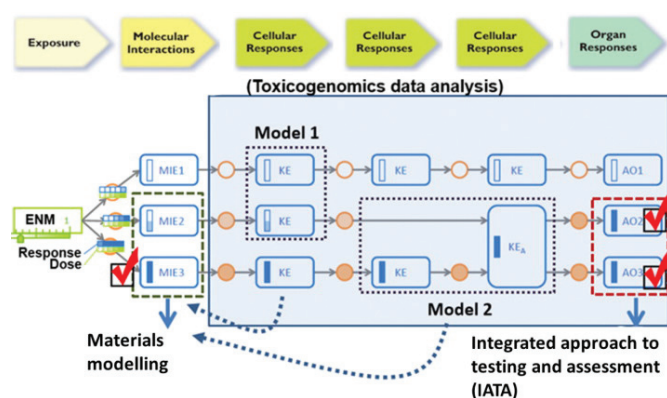 Exposure
Molecular
Interactions
Cellular
Responses
Cellular
Responses
Cellular
Responses
Organ
Responses
(Toxicogenomics data analysis)
Model 1
MIE1
KE
KE
KE
AO1
ENM 1
MIE2
KE
AO2
Response
Dose
KEA
MIE3
KE
KE
AO3
Model 2
Materials
modelling
Integrated approach to
testing and assessment
(IATA)